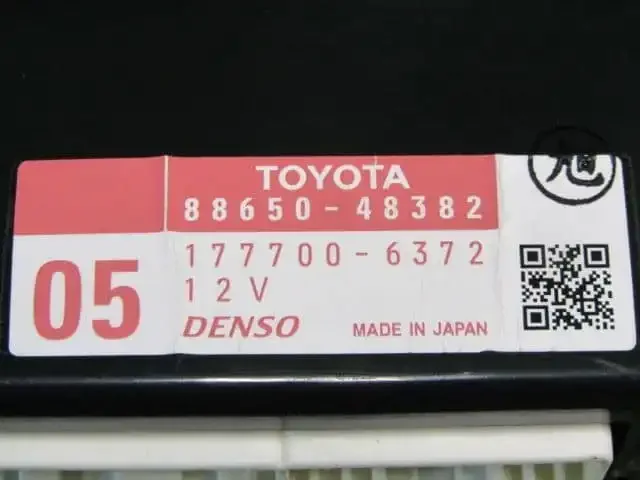 旭
TOYOTA
88650-48382
05
177700-6372
12V
DENSO
MADE IN JAPAN